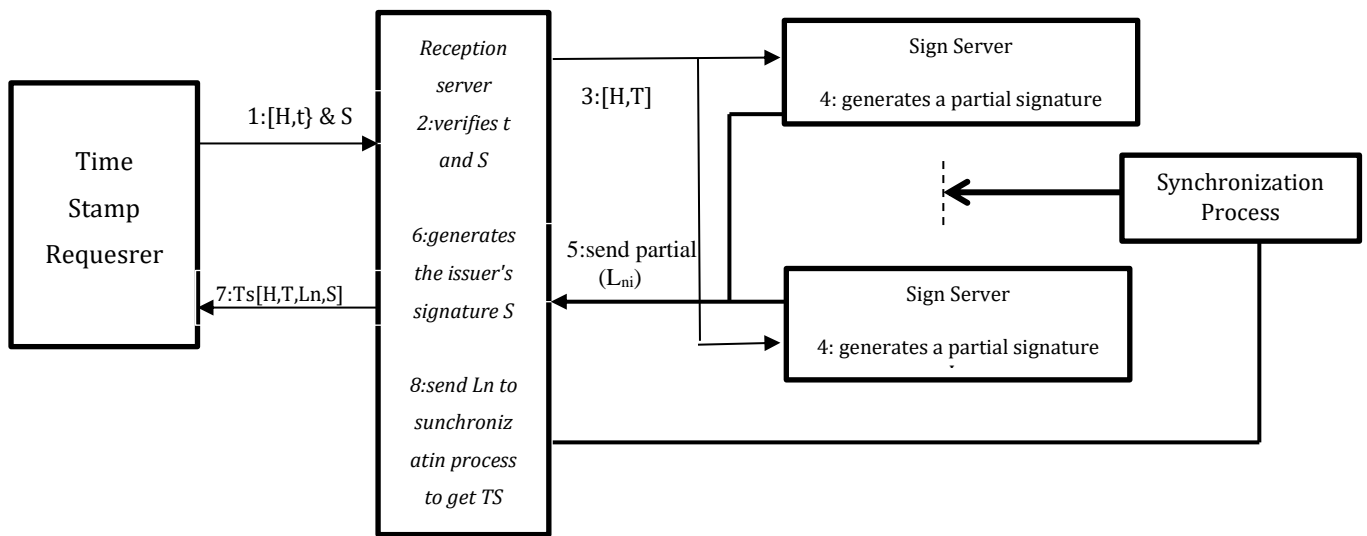 Time
Stamp
Requesrer
1:[H,t} & S
7:Ts[H,T,Ln,S]
Reception
server
2:verifies t
and S
6:generates
the issuer's
signature S
8:send Ln to
sunchroniz
atin process
to get TS
3:[H,T]
5:send partial
(Lni)
Sign Server
4: generates a partial signature
Synchronization
Process
Sign Server
4: generates a partial signature